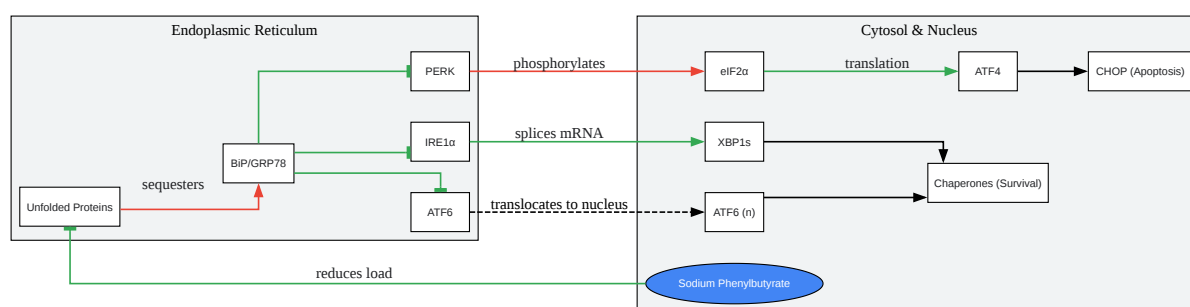 Endoplasmic Reticulum
Cytosol & Nucleus
PERK
phosphorylates
eIF2α
translation
ATF4
CHOP (Apoptosis)
IRE1α
splices mRNA
XBP1s
BiP/GRP78
sequesters
Chaperones (Survival)
Unfolded Proteins
ATF6
translocates to nucleus
ATF6 (n)
reduces load
Sodium Phenylbutyrate